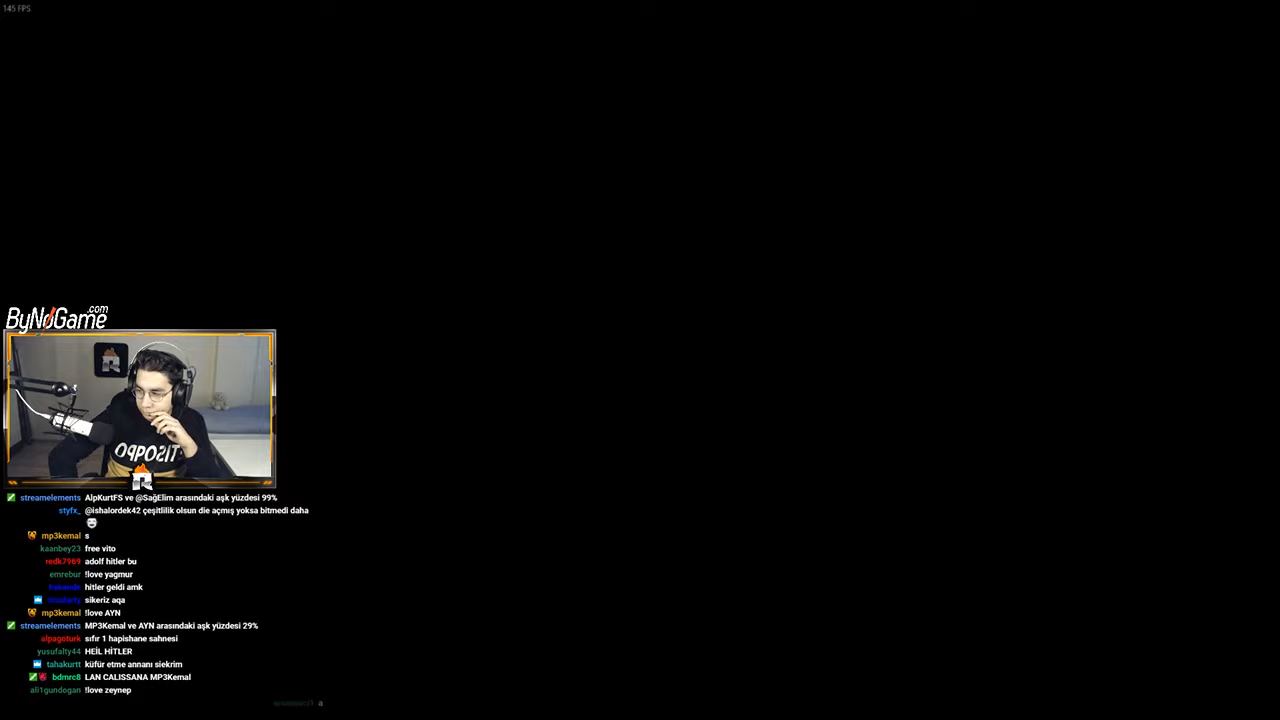 145 FPS
ByNoGame.com
TISOPPO
streamelements AlpKurtFS ve @SağElim arasındaki aşk yüzdesi 99%
styfx_ @ishalordek42 çeşitlilik olsun die açmış yoksa bitmedi daha
mp3kemal s
kaanbey23 free vito
redk7969 adolf hitler bu
emrebur !love yagmur
hitler geldi amk
sikeriz aqa
mp3kemal !love AYN
streamelements MP3Kemal ve AYN arasındaki aşk yüzdesi 29%
alpagoturk sıfır 1 hapishane sahnesi
yusufalty44 HEİL HİTLER
tahakurtt küfür etme annanı siekrim
bdmrc8 LAN CALISSANA MP3Kemal
ali1gundogan !love zeynep
a